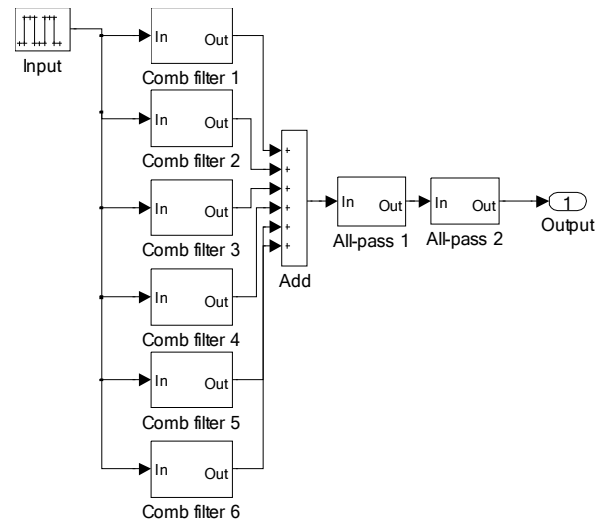 Input
In Out
Comb filter 1
In Out
Comb filter 2
In Out
Comb filter 3
In Out
Comb filter 4
In Out
Comb filter 5
In Out
Comb filter 6
+
+
+
+
+
+
Add
In Out
All-pass 1
In Out
All-pass 2
1
Output